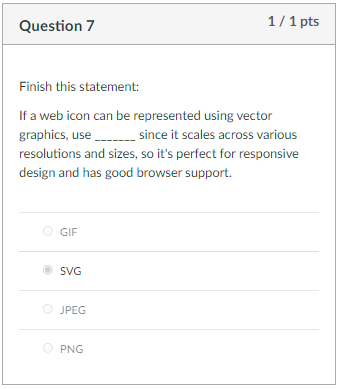 Question 7
1 / 1 pts
Finish this statement:
If a web icon can be represented using vector
graphics, use _______ since it scales across various
resolutions and sizes, so it's perfect for responsive
design and has good browser support.
GIF
SVG
JPEG
PNG